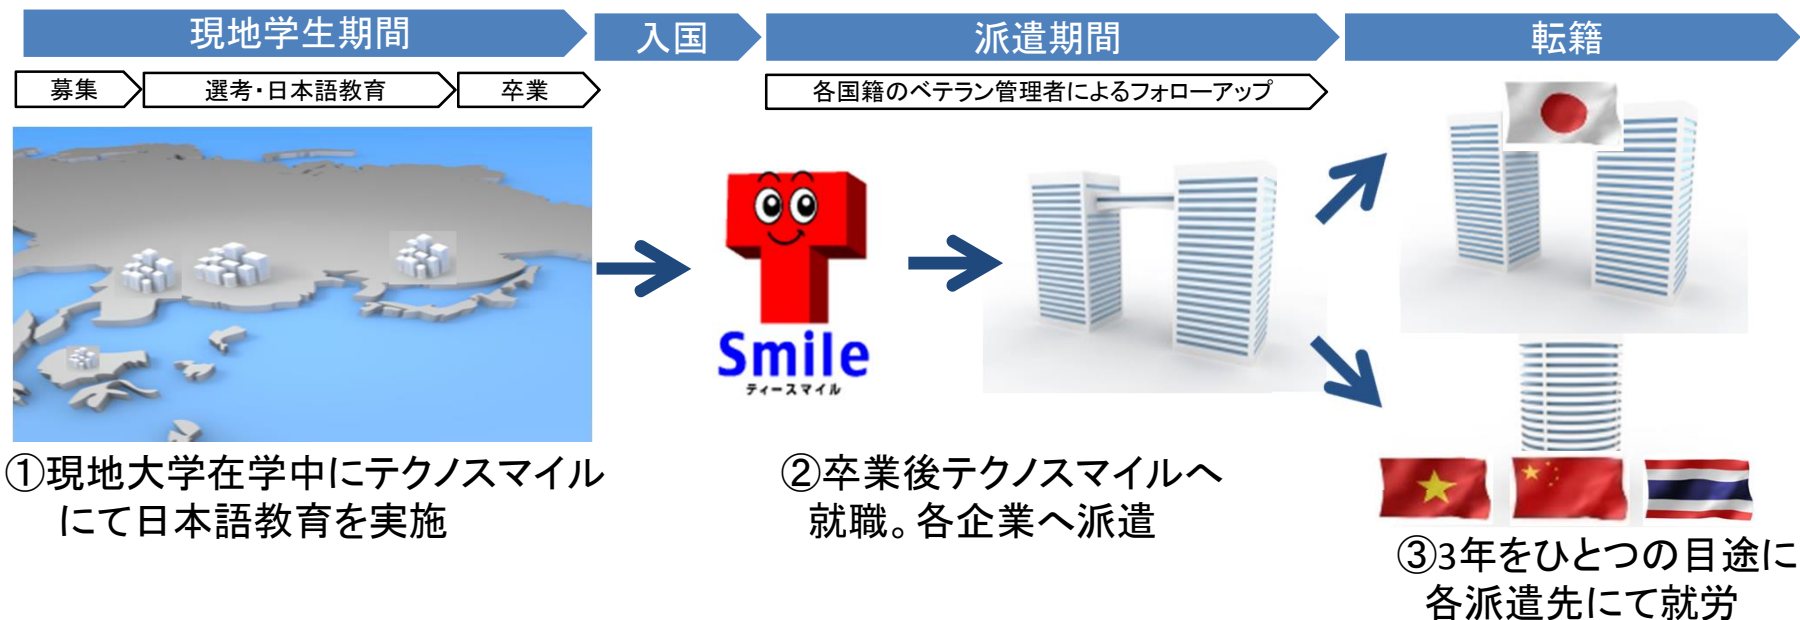 現地学生期間
入国
派遣期間
転籍
募集
選考・日本語教育
卒業
各国籍のベテラン管理者によるフォローアップ
Smile
ティースマイル
①現地大学在学中にテクノスマイル
にて日本語教育を実施
②卒業後テクノスマイルへ
就職。各企業へ派遣
③3年をひとつの目途に
各派遣先にて就労